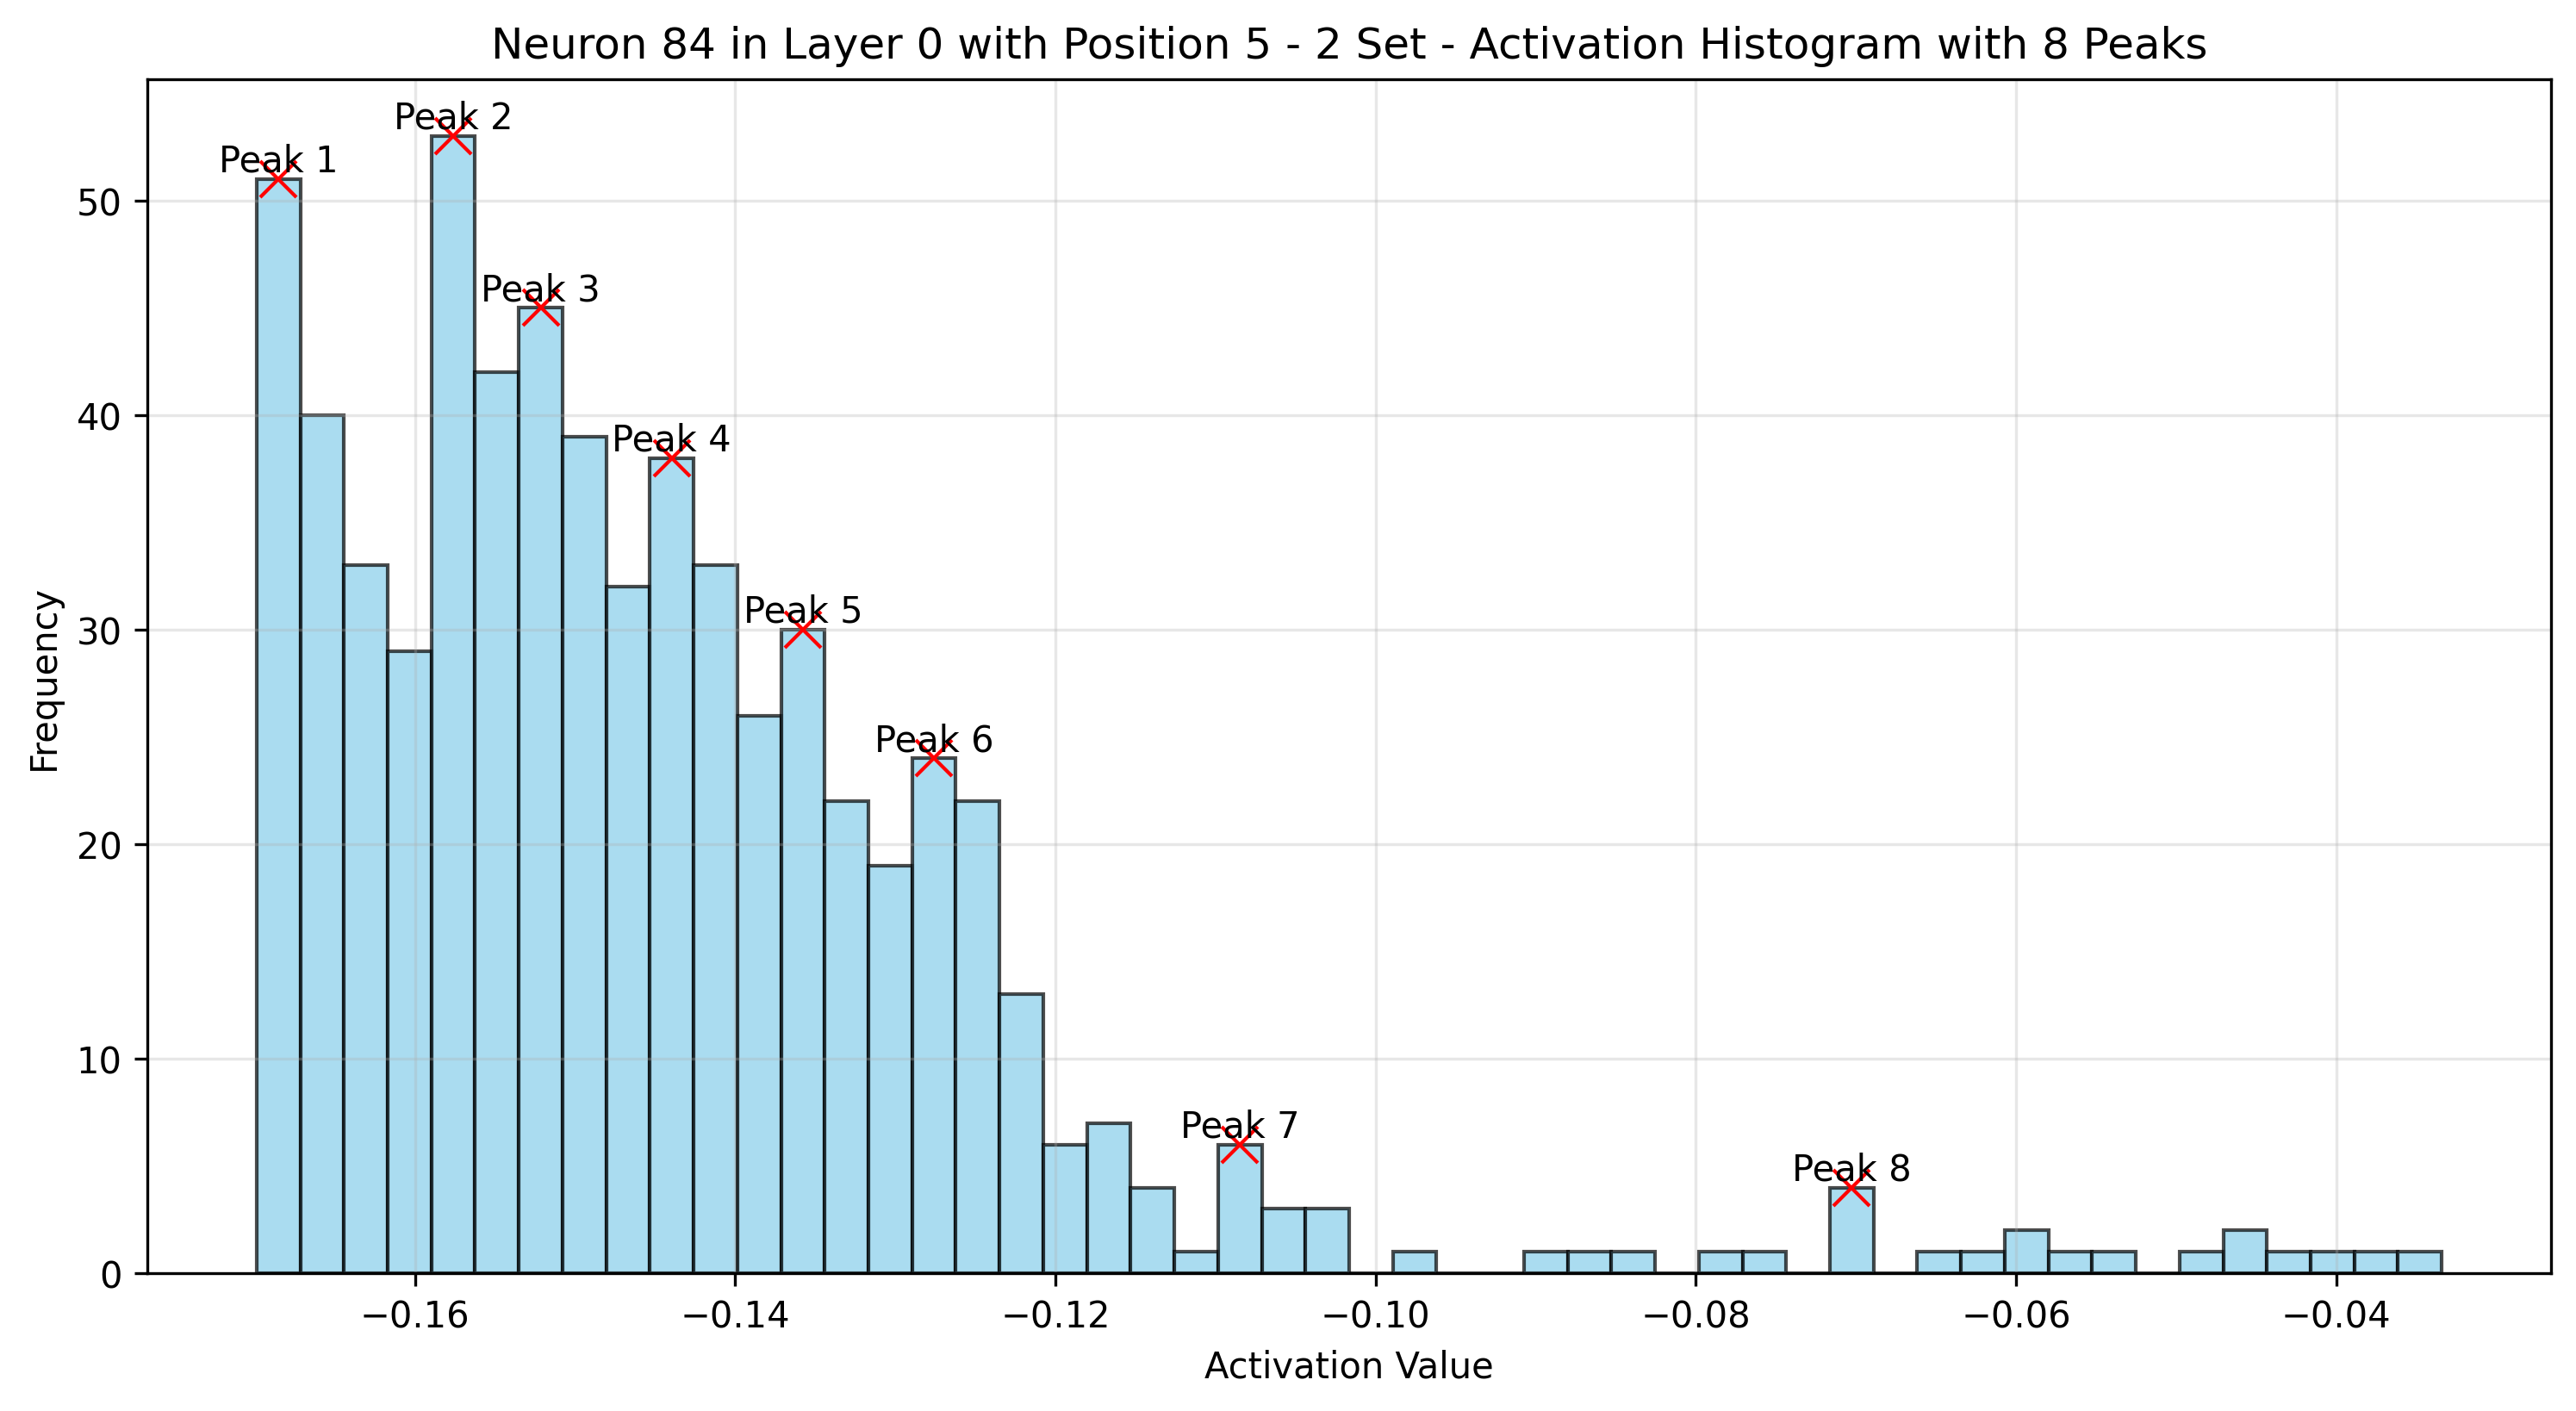 Neuron 84 in Layer 0 with Position 5 - 2 Set - Activation Histogram with 8 Peaks
Peak 2
Peak 1
Peak 3
Peak 4
Peak 5
Peak 6
Peak 7
Peak 8
Frequency
50
40
30
20
10
0
−0.16 −0.14 −0.12 −0.10 −0.08 −0.06 −0.04
Activation Value